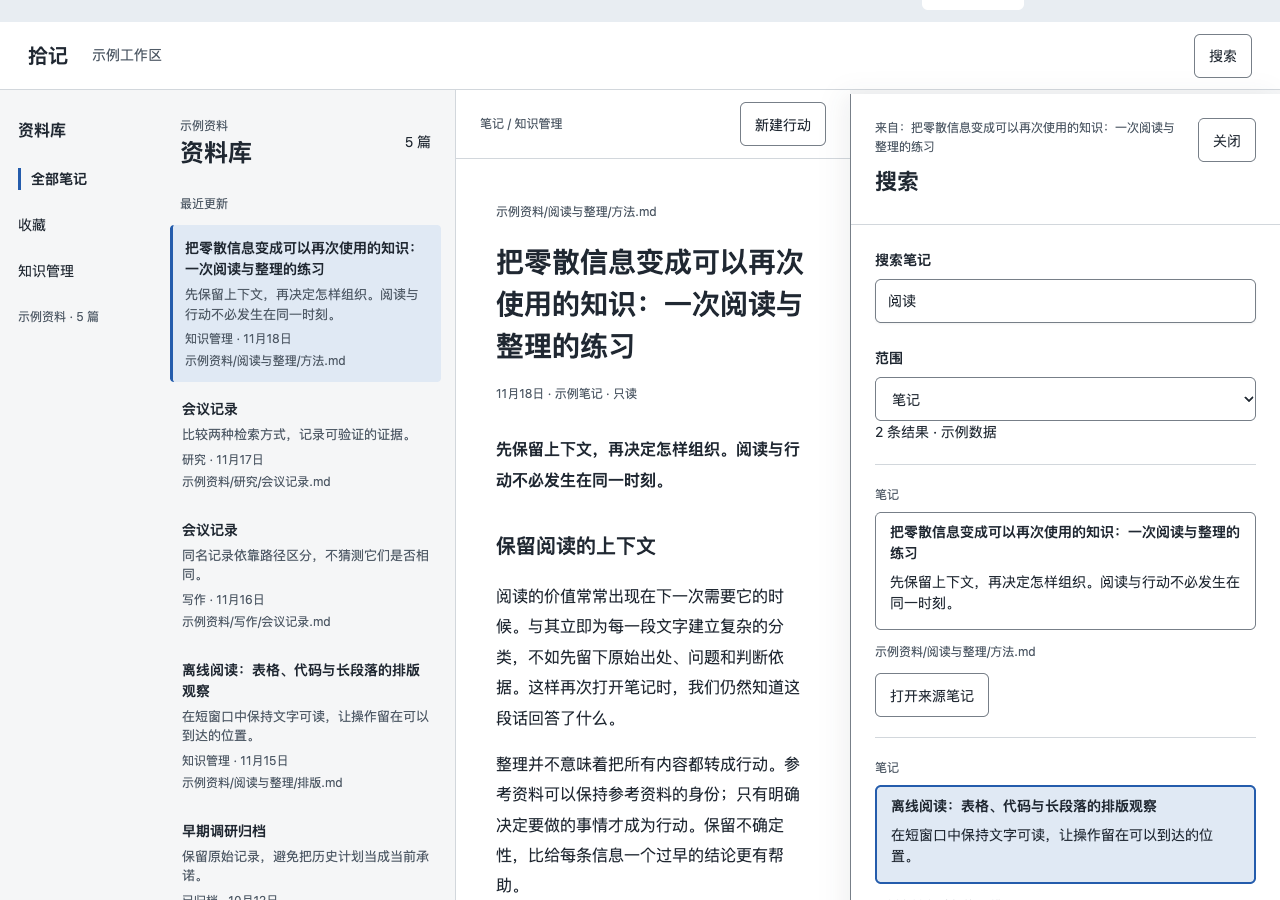 拾记
示例工作区
搜索
资料库
全部笔记
收藏
知识管理
示例资料 · 5 篇
示例资料
资料库
5 篇
最近更新
把零散信息变成可以再次使用的知识：
一次阅读与整理的练习
先保留上下文，再决定怎样组织。阅读与
行动不必发生在同一时刻。
知识管理 · 11月18日
示例资料/阅读与整理/方法.md
会议记录
比较两种检索方式，记录可验证的证据。
研究 · 11月17日
示例资料/研究/会议记录.md
会议记录
同名记录依靠路径区分，不猜测它们是否相
同。
写作 · 11月16日
示例资料/写作/会议记录.md
离线阅读：表格、代码与长段落的排版
观察
在短窗口中保持文字可读，让操作留在可以
到达的位置。
知识管理 · 11月15日
示例资料/阅读与整理/排版.md
早期调研归档
保留原始记录，避免把历史计划当成当前承
诺。
笔记 / 知识管理
新建行动
示例资料/阅读与整理/方法.md
把零散信息变成可以再次
使用的知识：一次阅读与
整理的练习
11月18日 · 示例笔记 · 只读
先保留上下文，再决定怎样组织。阅读与行
动不必发生在同一时刻。
保留阅读的上下文
阅读的价值常常出现在下一次需要它的时
候。与其立即为每一段文字建立复杂的分
类，不如先留下原始出处、问题和判断依
据。这样再次打开笔记时，我们仍然知道这
段话回答了什么。
整理并不意味着把所有内容都转成行动。参
考资料可以保持参考资料的身份；只有明确
决定要做的事情才成为行动。保留不确定
性，比给每条信息一个过早的结论更有帮
助。
来自：把零散信息变成可以再次使用的知识：一次阅读与
整理的练习
关闭
搜索
搜索笔记
阅读
范围
笔记
2 条结果 · 示例数据
笔记
把零散信息变成可以再次使用的知识：一次阅读与整理的
练习
先保留上下文，再决定怎样组织。阅读与行动不必发生在
同一时刻。
示例资料/阅读与整理/方法.md
打开来源笔记
笔记
离线阅读：表格、代码与长段落的排版观察
在短窗口中保持文字可读，让操作留在可以到达的位
置。